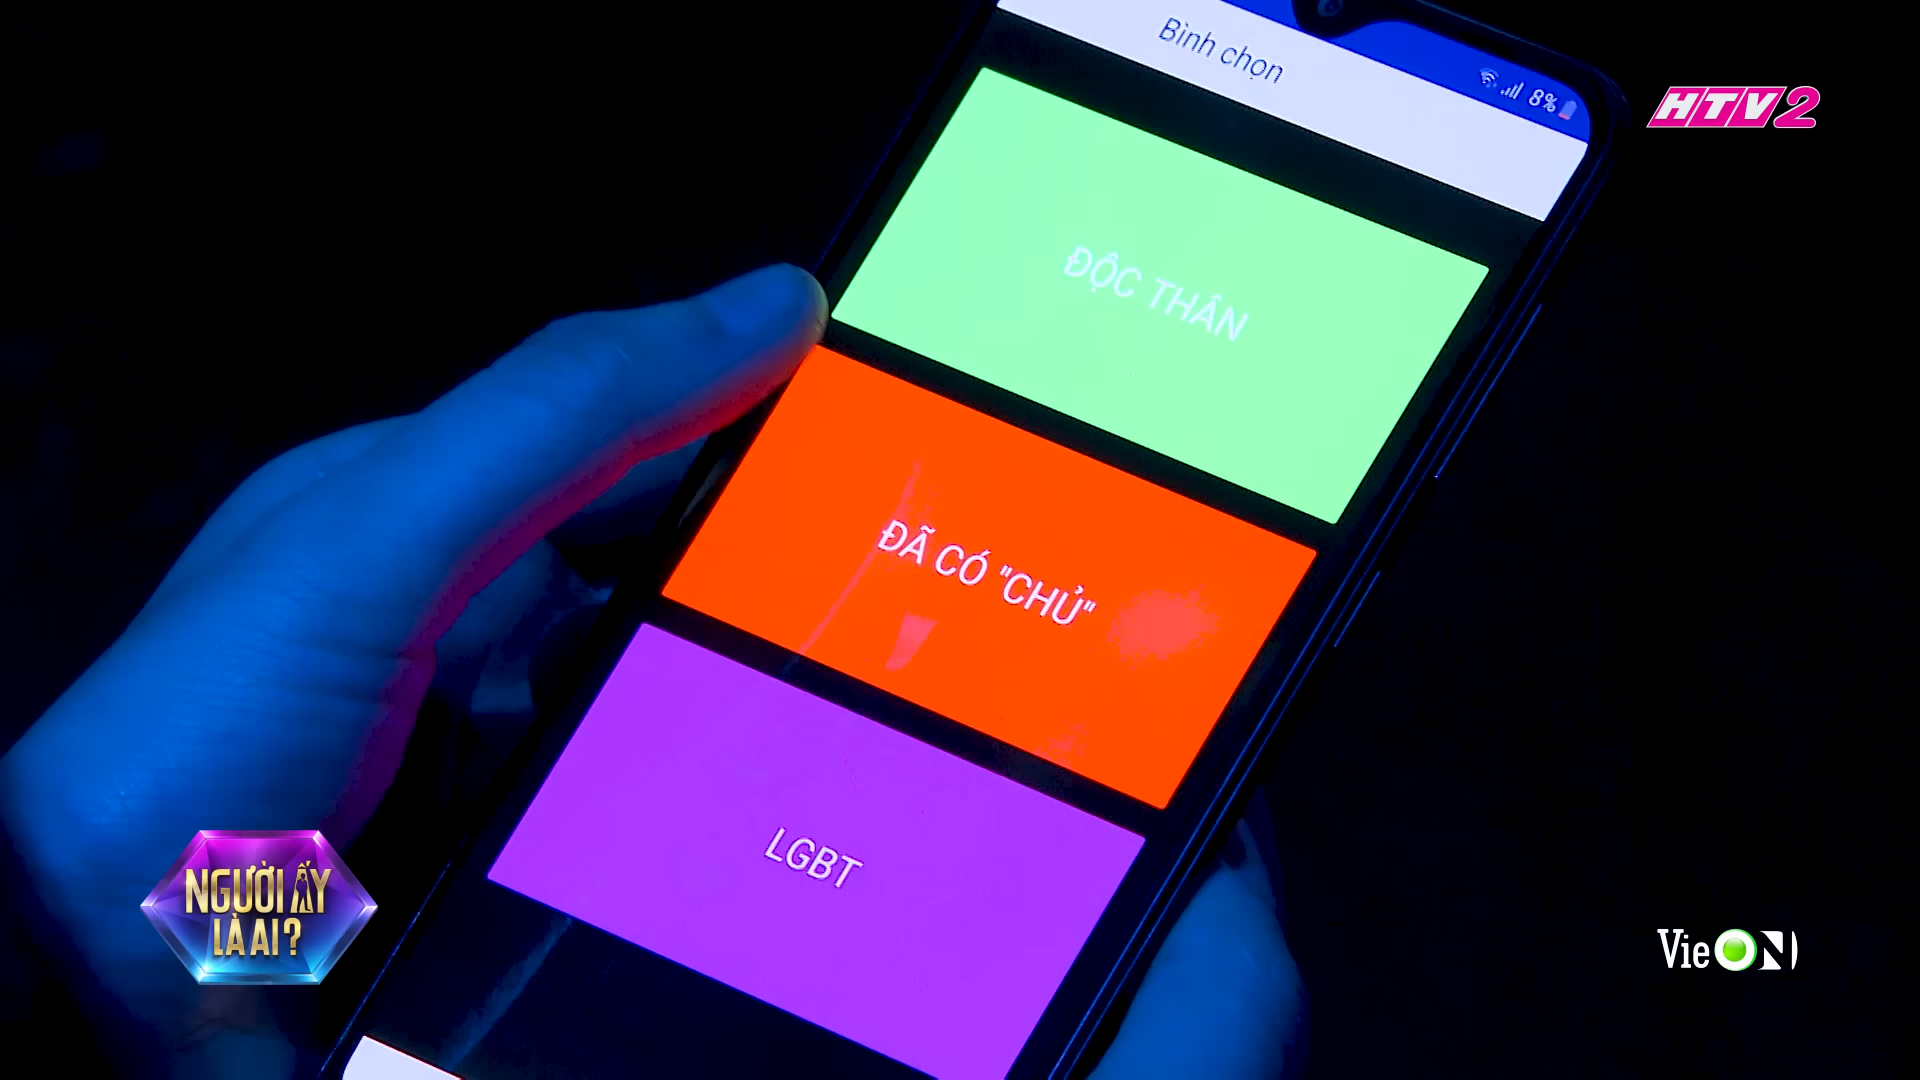 Bình chọn
8%
HTV2
ĐỘC THÂN
ĐÃ CÓ "CHỦ"
LGBT
NGƯỜI ẤY
LÀ AI?
VieON